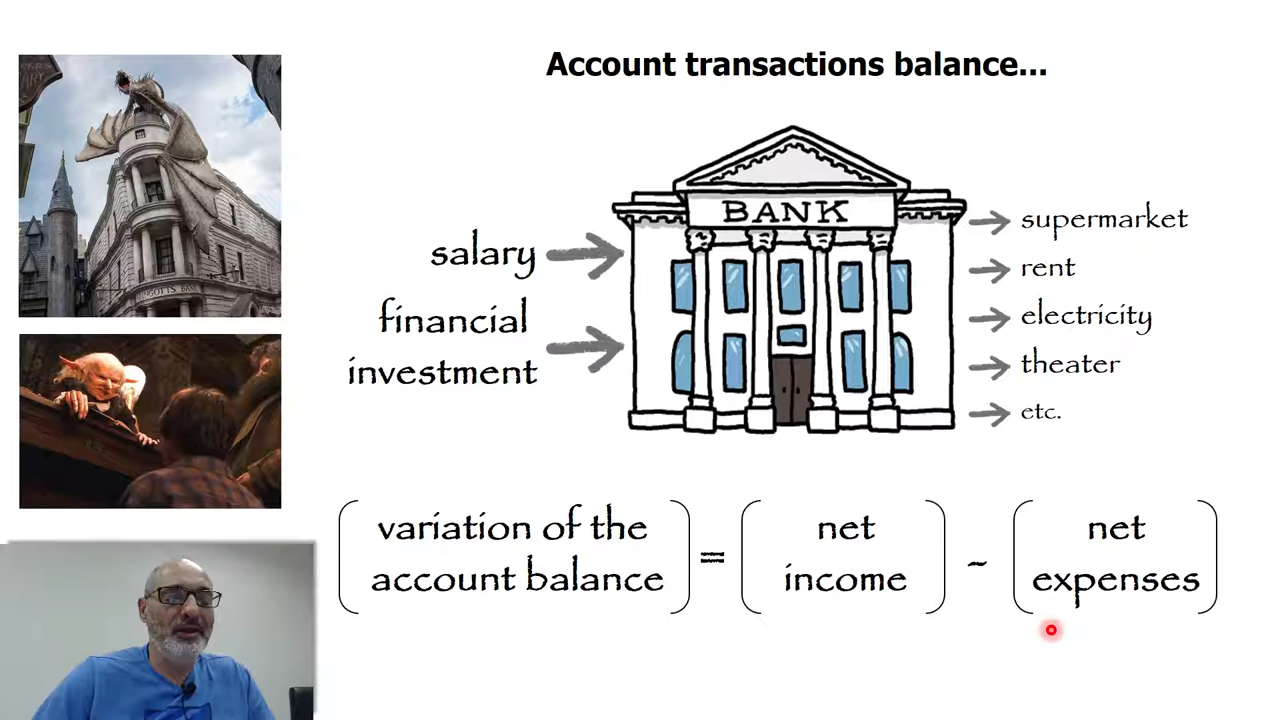 Account transactions balance...
BANK
salary
financial
investment
supermarket
rent
electricity
theater
etc.
variation of the
account balance
=
net
income
-
net
expenses